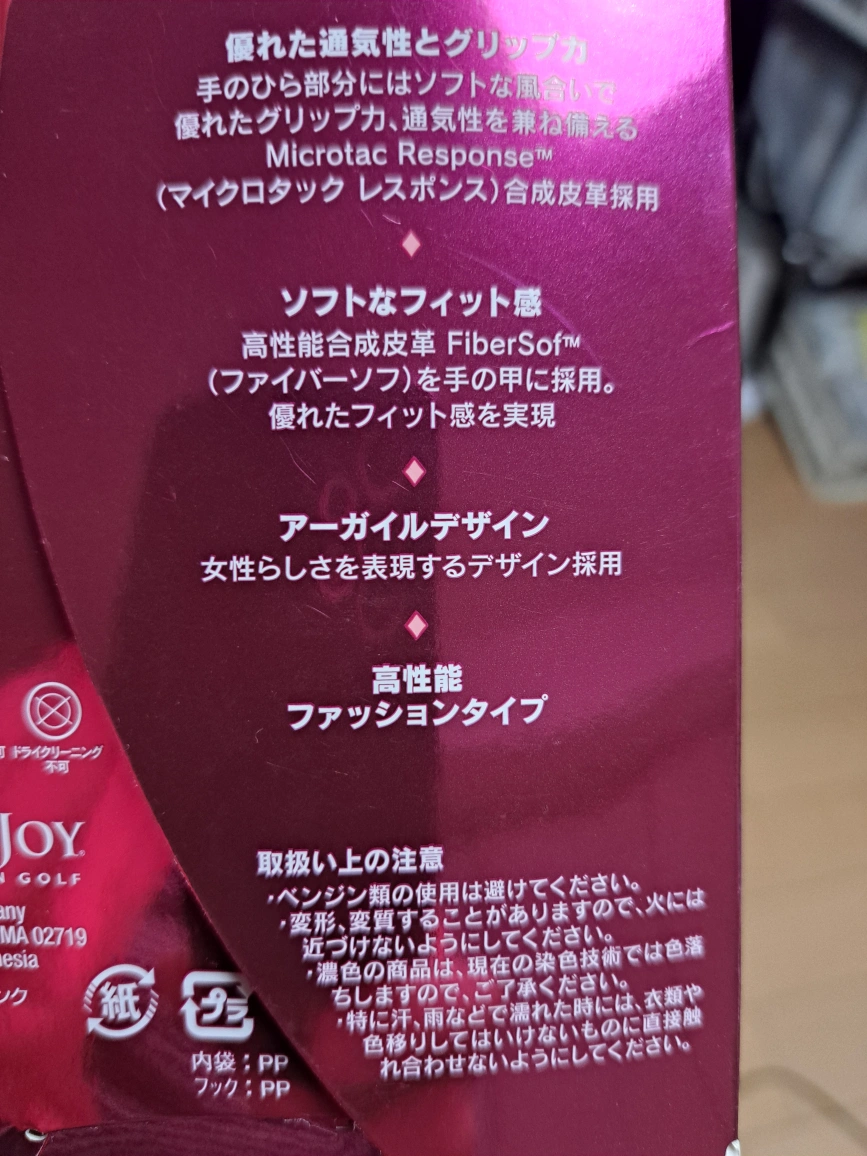 優れた通気性とグリップ力
手のひら部分にはソフトな風合いで
優れたグリップ力、通気性を兼ね備える
Microtac Response™
(マイクロタック レスポンス)合成皮革採用
ソフトなフィット感
高性能合成皮革 FiberSof™
(ファイバーソフ)を手の甲に採用。
優れたフィット感を実現
アーガイルデザイン
女性らしさを表現するデザイン採用
高性能
ファッションタイプ
ドライクリーニング
不可
JOY
GOLF
MA 02719
取扱い上の注意
・ベンジン類の使用は避けてください。
・変形、変質することがありますので、火には
近づけないようにしてください。
・濃色の商品は、現在の染色技術では色落
ちしますので、ご了承ください。
・特に汗、雨などで濡れた時には、衣類や
色移りしてはいけないものに直接触
れ合わせないようにしてください。
紙
プラ
内袋:PP
フック:PP